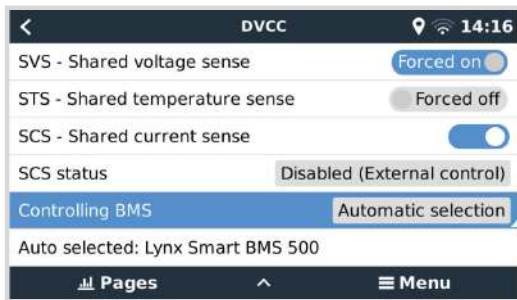 DVCC 14:16
SVS - Shared voltage sense Forced on
STS - Shared temperature sense Forced off
SCS - Shared current sense
SCS status Disabled (External control)
Controlling BMS Automatic selection
Auto selected: Lynx Smart BMS 500
Pages Menu